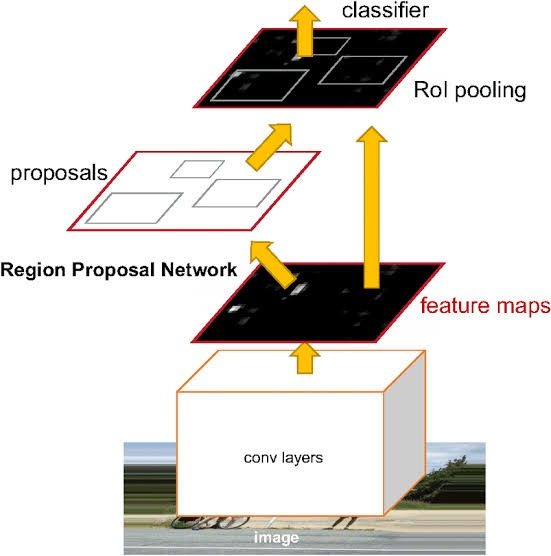 classifier
RoI pooling
proposals
Region Proposal Network
feature maps
conv layers
image